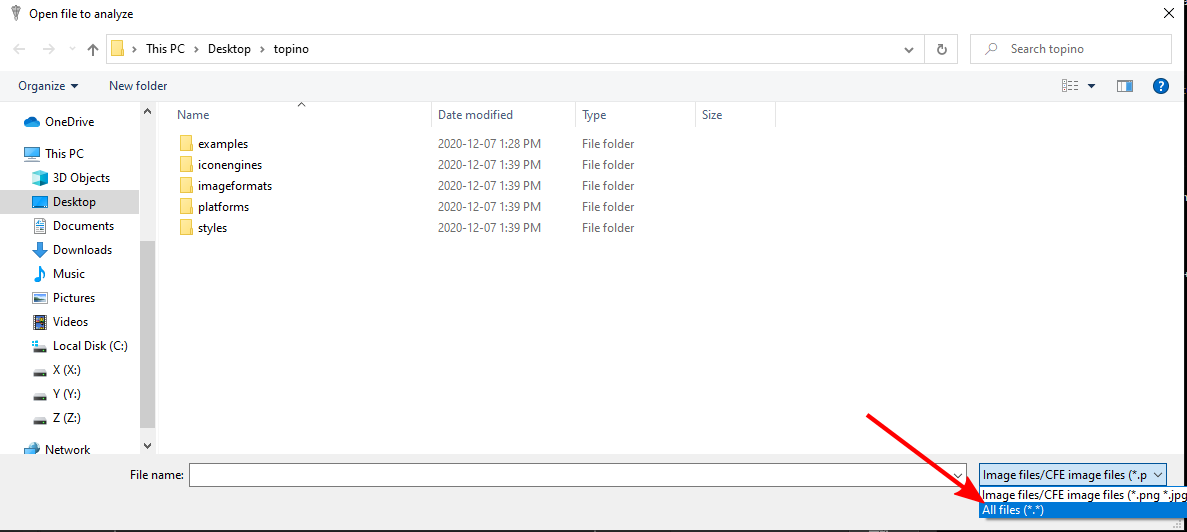 Open file to analyze
This PC > Desktop > topino
Search topino
Organize New folder
?
Name Date modified Type Size
OneDrive
This PC
3D Objects
Desktop
Documents
Downloads
Music
Pictures
Videos
Local Disk (C:)
X (X:)
Y (Y:)
Z (Z:)
Network
examples 2020-12-07 1:28 PM File folder
iconengines 2020-12-07 1:39 PM File folder
imageformats 2020-12-07 1:39 PM File folder
platforms 2020-12-07 1:39 PM File folder
styles 2020-12-07 1:39 PM File folder
File name: Image files/CFE image files (*.p
Image files/CFE image files (*.png *.jpg
All files (*.*)